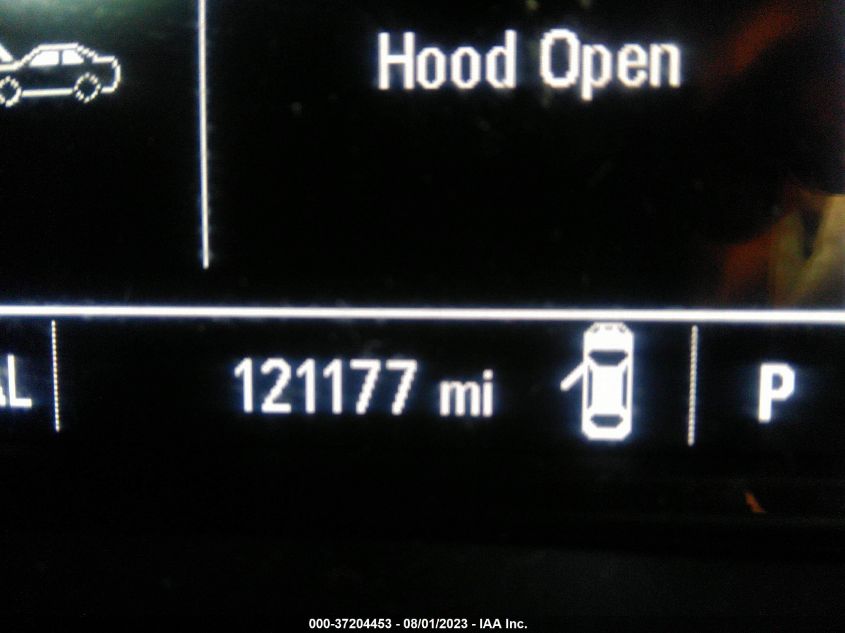 Hood Open
121177 mi
P
000-37204453 - 08/01/2023 - IAA Inc.